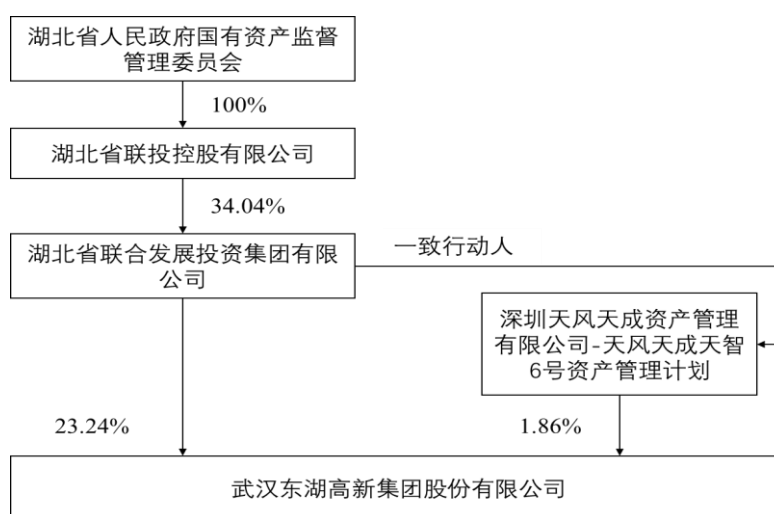 湖北省人民政府国有资产监督
管理委员会
100%
湖北省联投控股有限公司
34.04%
湖北省联合发展投资集团有限
公司
一致行动人
深圳天风天成资产管理
有限公司-天风天成天智
6号资产管理计划
23.24%
1.86%
武汉东湖高新集团股份有限公司